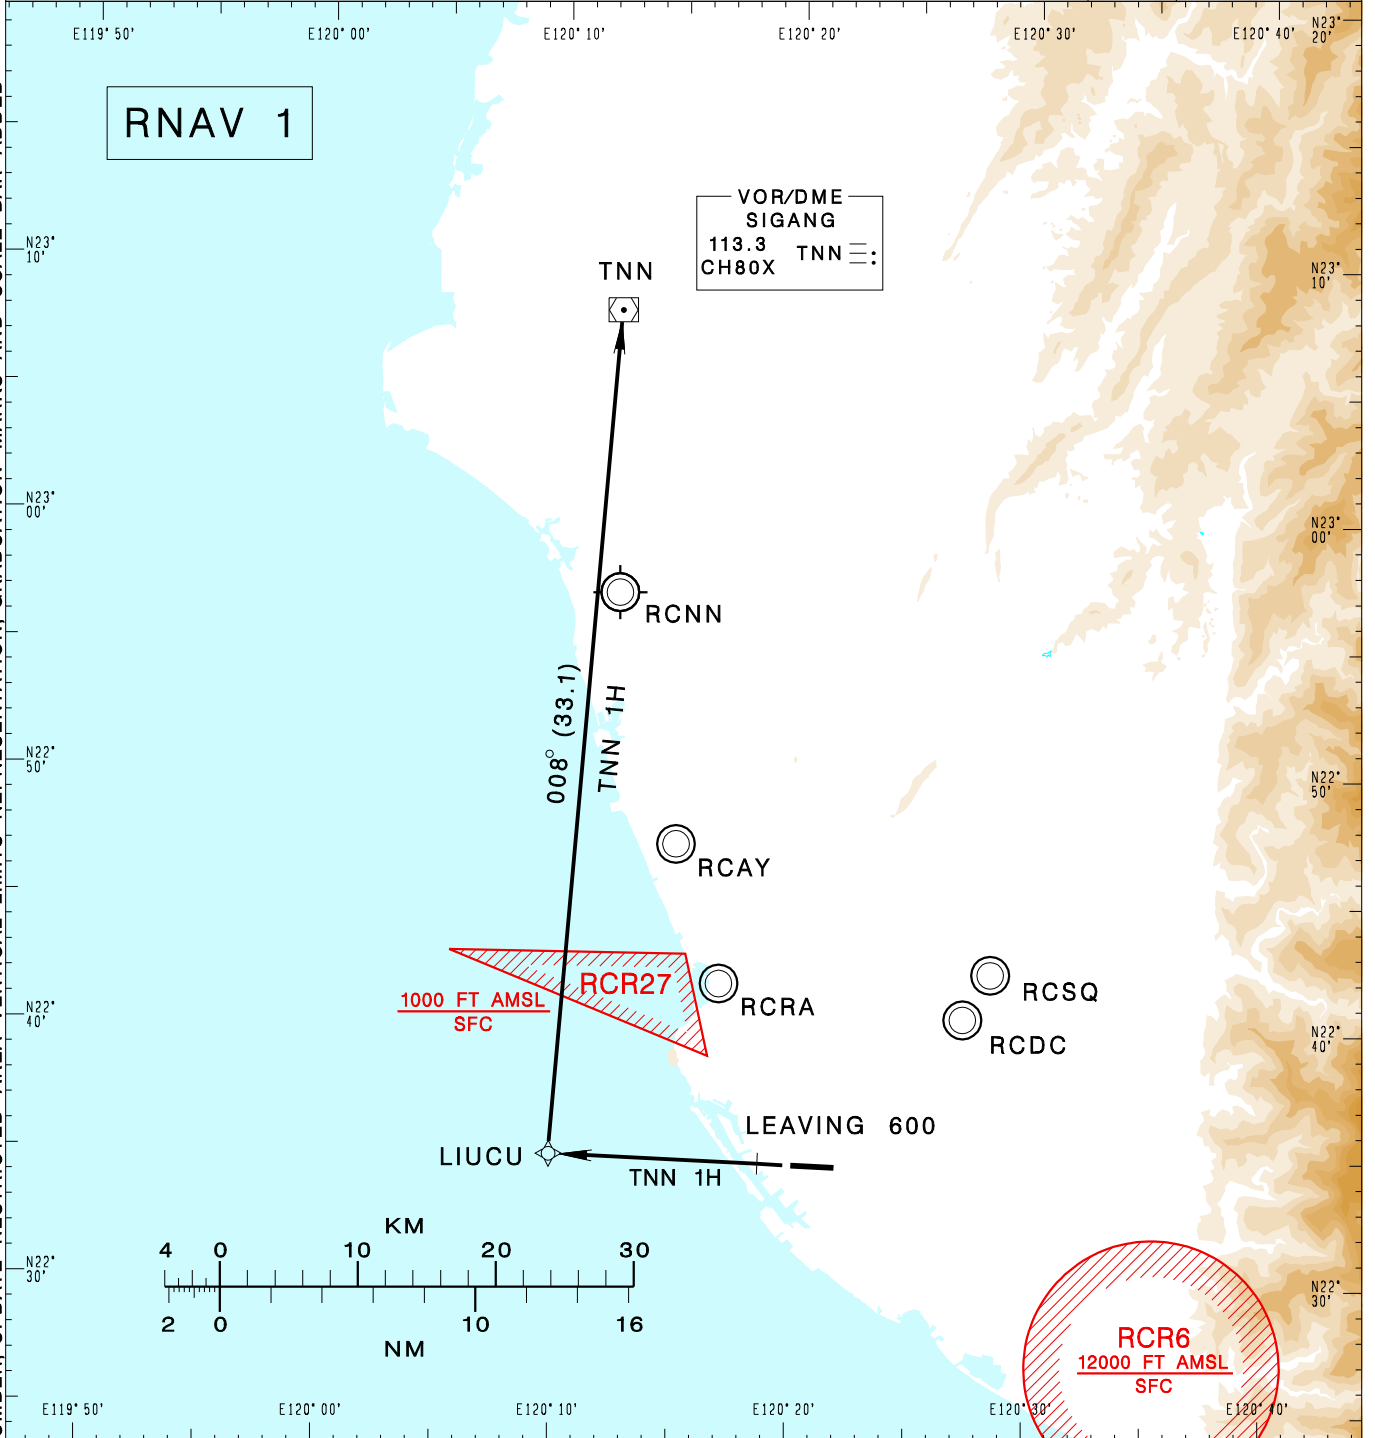 E119°50' E120°00' E120°10' E120°20' E120°30' E120°40' N23° 20'
RNAV 1
VOR/DME
SIGANG
113.3 TNN
CH80X
N23°
10'
N23°
10'
TNN
N23°
00'
N23°
00'
RCNN
008° (33.1)
TNN 1H
N22°
50'
N22°
50'
RCAY
RCR27
1000 FT AMSL
SFC
RCRA
RCSQ
RCDC
N22°
40'
N22°
40'
LEAVING 600
LIUCU
TNN 1H
KM
4 0 10 20 30
2 0 10 16
NM
N22°
30'
N22°
30'
RCR6
12000 FT AMSL
SFC
E119°50' E120°00' E120°10' E120°20' E120°30' E120°40'